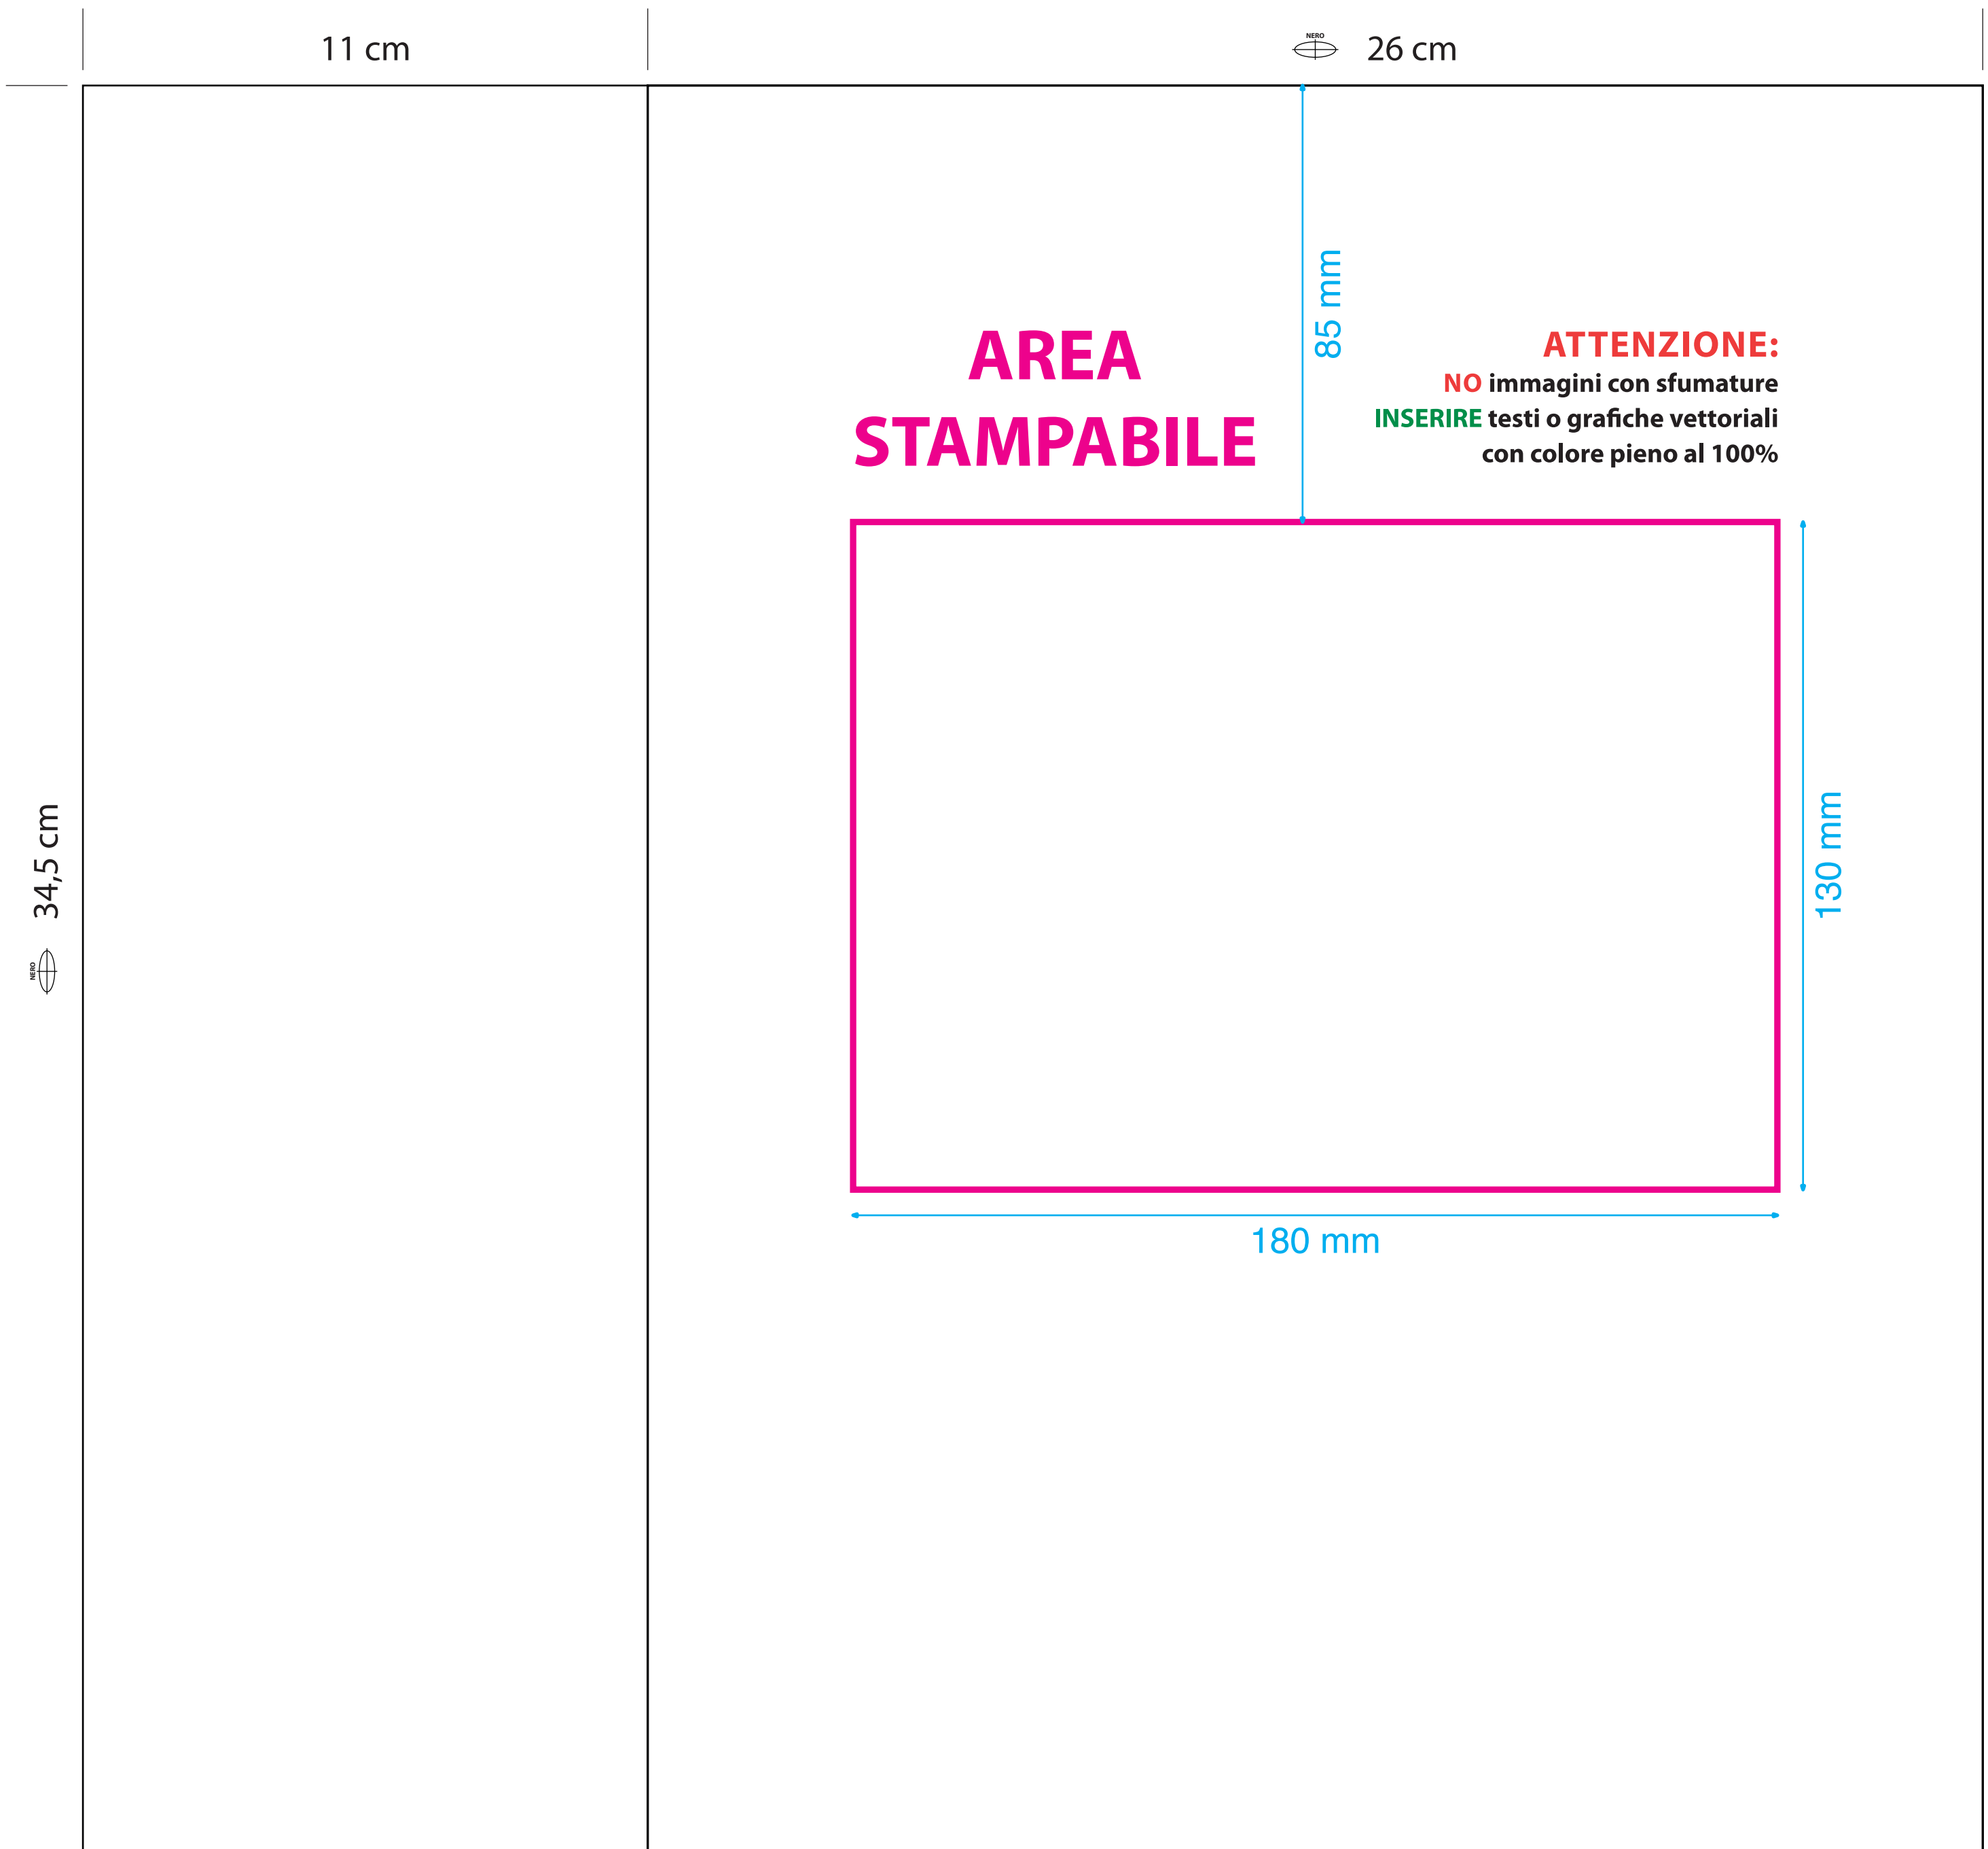 11 cm
NERO
26 cm
85 mm
AREA
STAMPABILE
ATTENZIONE:
NO immagini con sfumature
INSERIRE testi o grafiche vettoriali
con colore pieno al 100%
34,5 cm
NERO
130 mm
180 mm